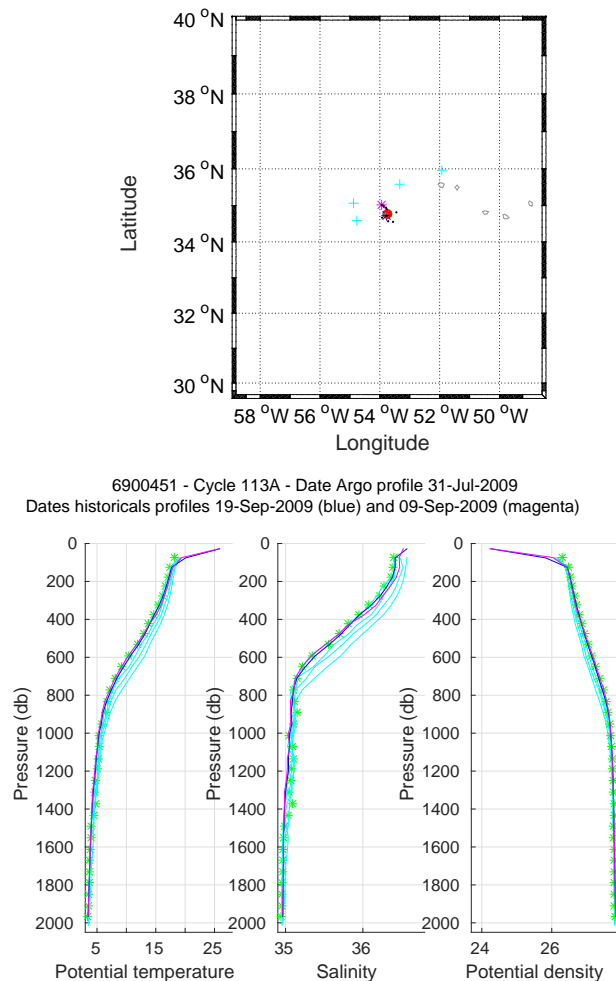 40 °N
38 °N
36 °N
34 °N
32 °N
30 °N
Latitude
58 °W 56 °W 54 °W 52 °W 50 °W
Longitude
6900451 - Cycle 113A - Date Argo profile 31-Jul-2009
Dates historicals profiles 19-Sep-2009 (blue) and 09-Sep-2009 (magenta)
0 0 0
200 200 200
400 400 400
600 600 600
800 800 800
1000 1000 1000
1200 1200 1200
1400 1400 1400
1600 1600 1600
1800 1800 1800
2000 2000 2000
Pressure (db) Pressure (db) Pressure (db)
5 15 25 35 36 24 26
Potential temperature Salinity Potential density